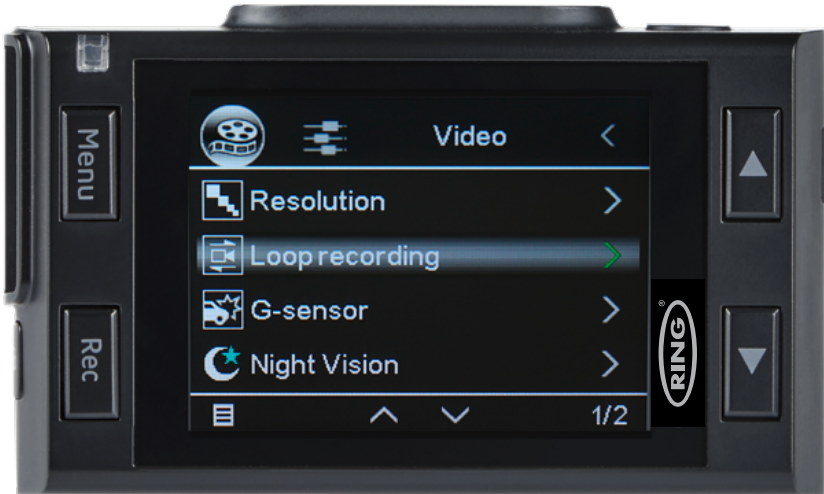 Menu
Rec
Video
Resolution
Loop recording
G-sensor
Night Vision
1/2
RING
®